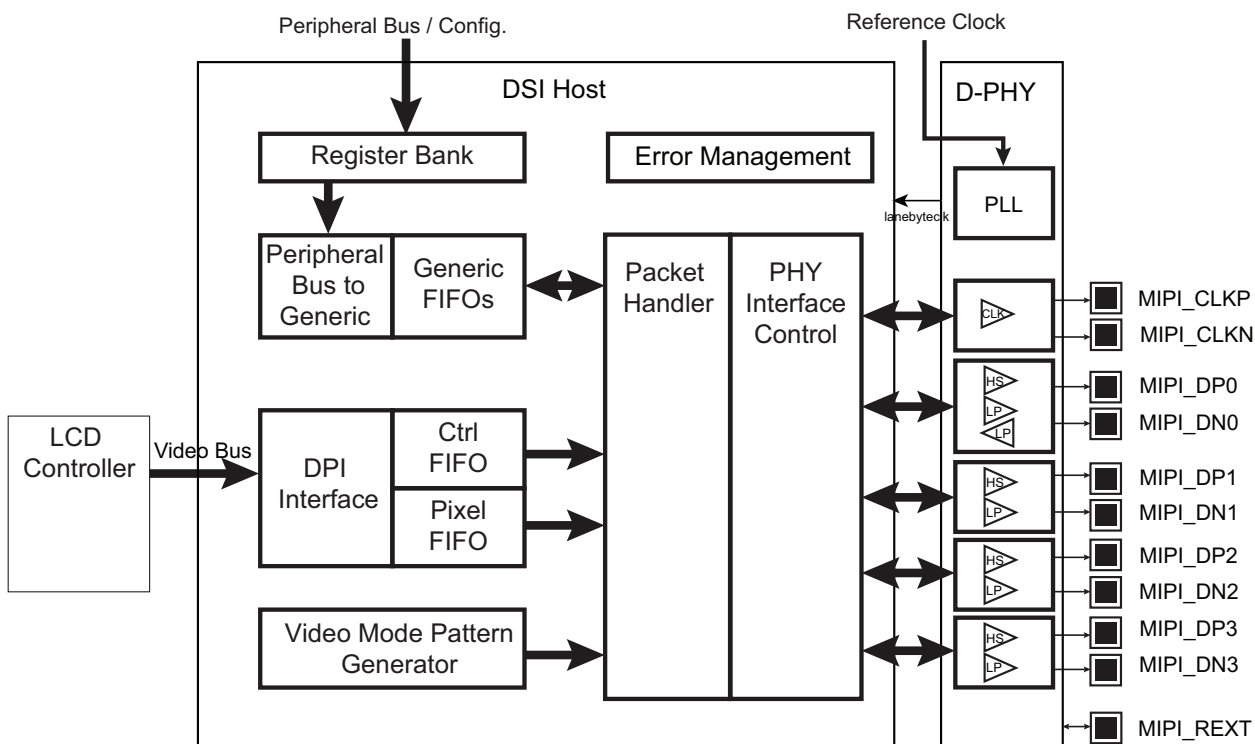 Peripheral Bus / Config.
Reference Clock
DSI Host
D-PHY
Register Bank
Error Management
PLL
lanebyteclk
Peripheral
Bus to
Generic
Generic
FIFOs
Packet
Handler
PHY
Interface
Control
CLK
MIPI_CLKP
MIPI_CLKN
HS
LP
LP
MIPI_DP0
MIPI_DN0
LCD
Controller
Video Bus
DPI
Interface
Ctrl
FIFO
Pixel
FIFO
HS
LP
MIPI_DP1
MIPI_DN1
HS
LP
MIPI_DP2
MIPI_DN2
Video Mode Pattern
Generator
HS
LP
MIPI_DP3
MIPI_DN3
MIPI_REXT